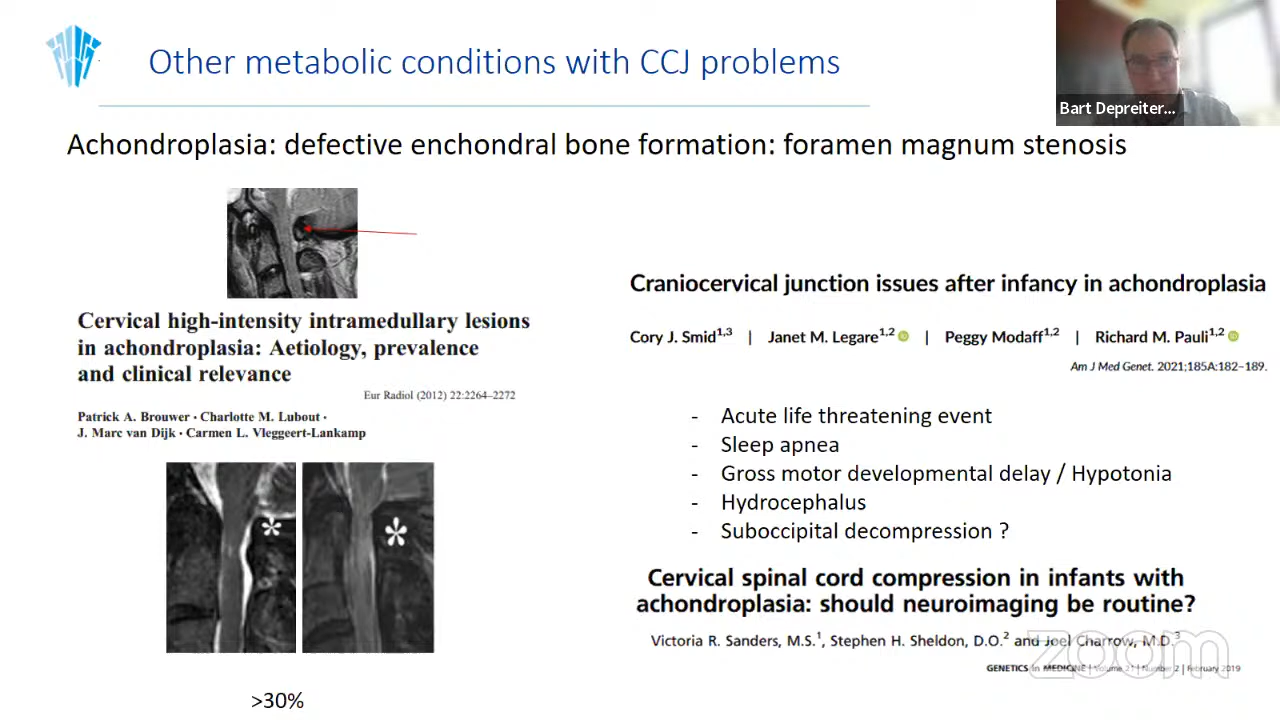 Other metabolic conditions with CCJ problems
Bart Depreiter...
Achondroplasia: defective enchondral bone formation: foramen magnum stenosis
Cervical high-intensity intramedullary lesions
in achondroplasia: Aetiology, prevalence
and clinical relevance
Eur Radiol (2012) 22:2264–2272
Patrick A. Brouwer · Charlotte M. Lubout ·
J. Marc van Dijk · Carmen L. Vleggeert-Lankamp
*
*
>30%
Craniocervical junction issues after infancy in achondroplasia
Cory J. Smid1,3 | Janet M. Legare1,2 | Peggy Modaff1,2 | Richard M. Pauli1,2
Am J Med Genet. 2021;185A:182–189.
- Acute life threatening event
- Sleep apnea
- Gross motor developmental delay / Hypotonia
- Hydrocephalus
- Suboccipital decompression ?
Cervical spinal cord compression in infants with
achondroplasia: should neuroimaging be routine?
Victoria R. Sanders, M.S.1, Stephen H. Sheldon, D.O.2 and Joel Charrow, M.D.3
GENETICS in MEDICINE | Volume 21 | Number 2 | February 2019
zoom